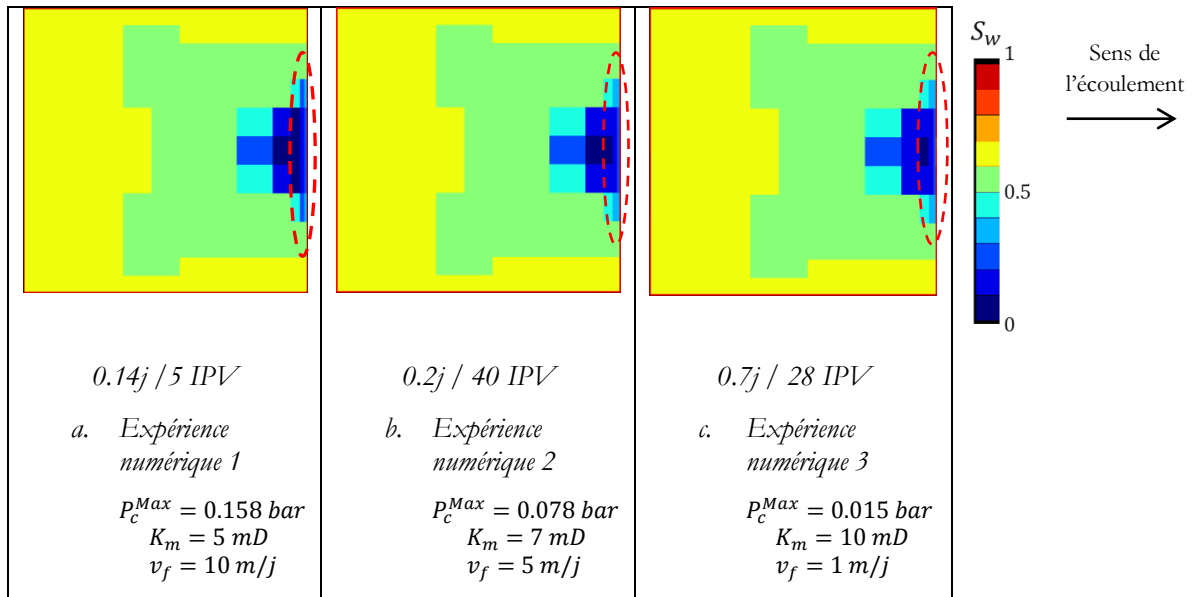 S_w
1
0.5
0
Sens de
l'écoulement
0.14j /5 IPV
a. Expérience
numérique 1
P_c^{Max} = 0.158 bar
K_m = 5 mD
v_f = 10 m/j
0.2j / 40 IPV
b. Expérience
numérique 2
P_c^{Max} = 0.078 bar
K_m = 7 mD
v_f = 5 m/j
0.7j / 28 IPV
c. Expérience
numérique 3
P_c^{Max} = 0.015 bar
K_m = 10 mD
v_f = 1 m/j